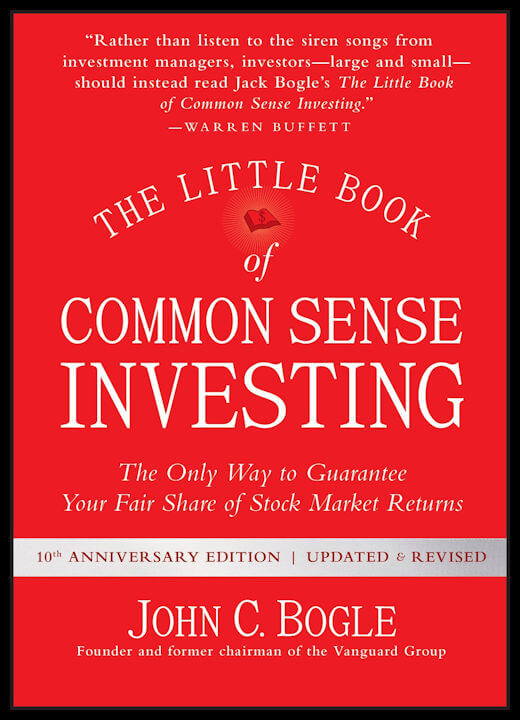 “Rather than listen to the siren songs from
investment managers, investors—large and small—
should instead read Jack Bogle’s The Little Book
of Common Sense Investing.”
—WARREN BUFFETT
THE LITTLE BOOK
$
of
COMMON SENSE
INVESTING
The Only Way to Guarantee
Your Fair Share of Stock Market Returns
10th ANNIVERSARY EDITION | UPDATED & REVISED
JOHN C. BOGLE
Founder and former chairman of the Vanguard Group